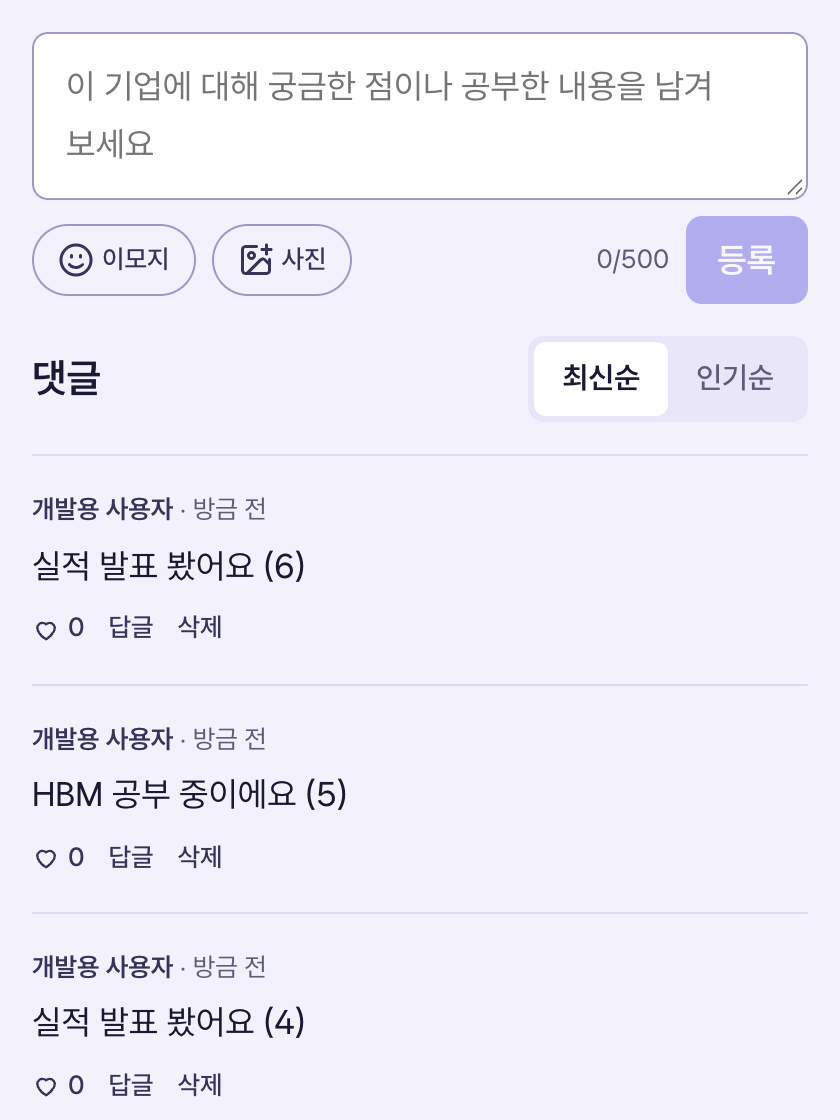 이 기업에 대해 궁금한 점이나 공부한 내용을 남겨
보세요
이모지 사진 0/500 등록
댓글 최신순 인기순
개발용 사용자 · 방금 전
실적 발표 봤어요 (6)
0 답글 삭제
개발용 사용자 · 방금 전
HBM 공부 중이에요 (5)
0 답글 삭제
개발용 사용자 · 방금 전
실적 발표 봤어요 (4)
0 답글 삭제